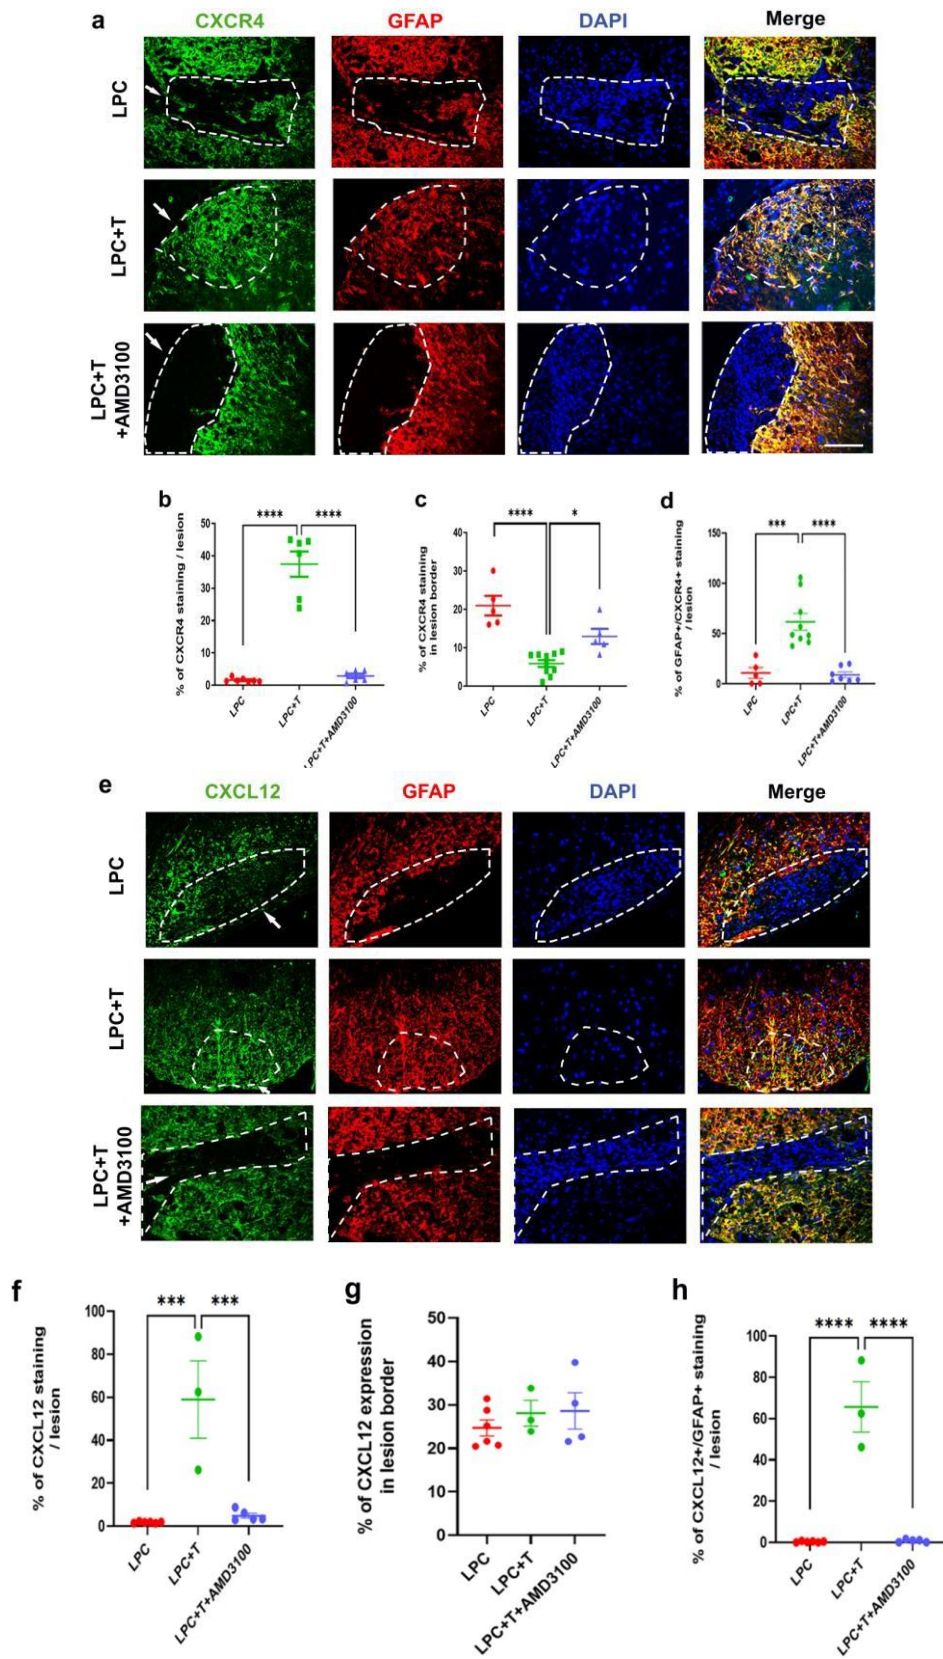 a
CXCR4 GFAP DAPI Merge
LPC
LPC+T
LPC+T
+AMD3100
b
% of CXCR4 staining / lesion
50
40
30
20
10
0
**** ****
LPC LPC+T LPC+T+AMD3100
c
% of CXCR4 staining
in lesion border
40
30
20
10
0
**** *
LPC LPC+T LPC+T+AMD3100
d
% of GFAP+/CXCR4+ staining
/ lesion
150
100
50
0
*** ****
LPC LPC+T LPC+T+AMD3100
e
CXCL12 GFAP DAPI Merge
LPC
LPC+T
LPC+T
+AMD3100
f
% of CXCL12 staining
/ lesion
100
80
60
40
20
0
*** ***
LPC LPC+T LPC+T+AMD3100
g
% of CXCL12 expression
in lesion border
50
40
30
20
10
0
LPC LPC+T LPC+T+AMD3100
h
% of CXCL12+/GFAP+ staining
/ lesion
100
80
60
40
20
0
**** ****
LPC LPC+T LPC+T+AMD3100